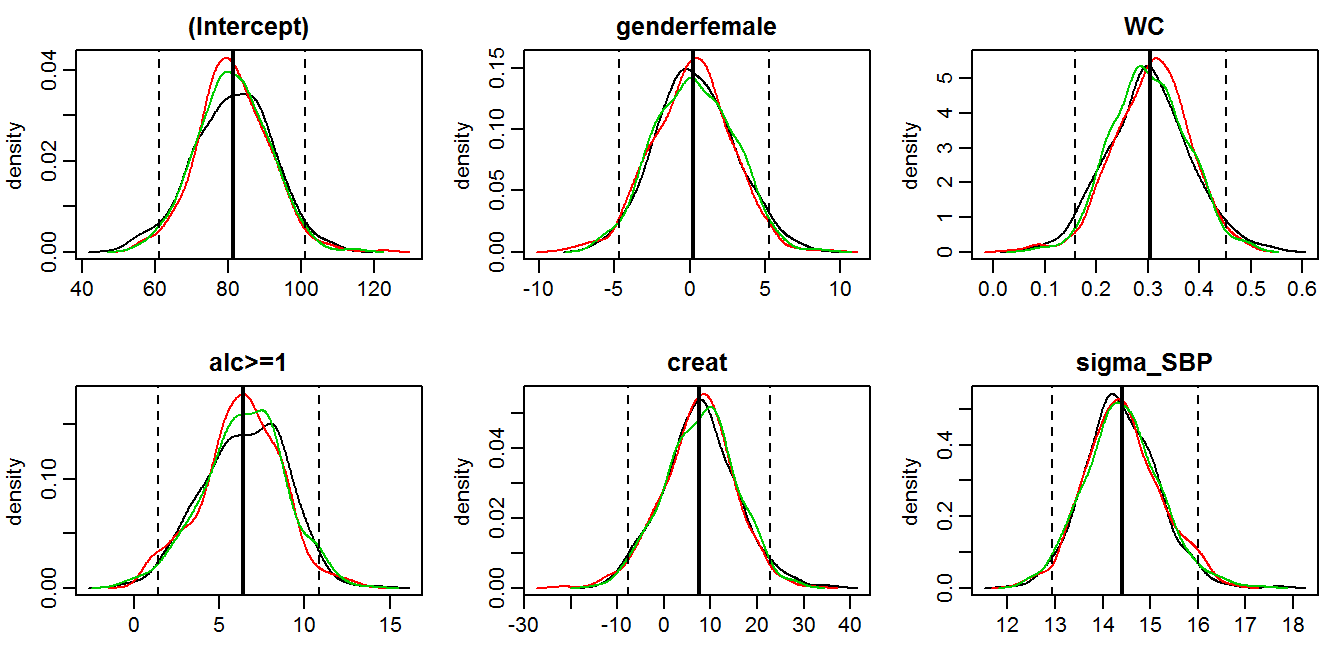 (Intercept)
density
0.00 0.02 0.04
40 60 80 100 120
genderfemale
density
0.00 0.05 0.10 0.15
-10 -5 0 5 10
WC
density
0 1 2 3 4 5
0.0 0.1 0.2 0.3 0.4 0.5 0.6
alc>=1
density
0.00 0.10
0 5 10 15
creat
density
0.00 0.02 0.04
-30 -10 0 10 20 30 40
sigma_SBP
density
0.0 0.2 0.4
12 13 14 15 16 17 18